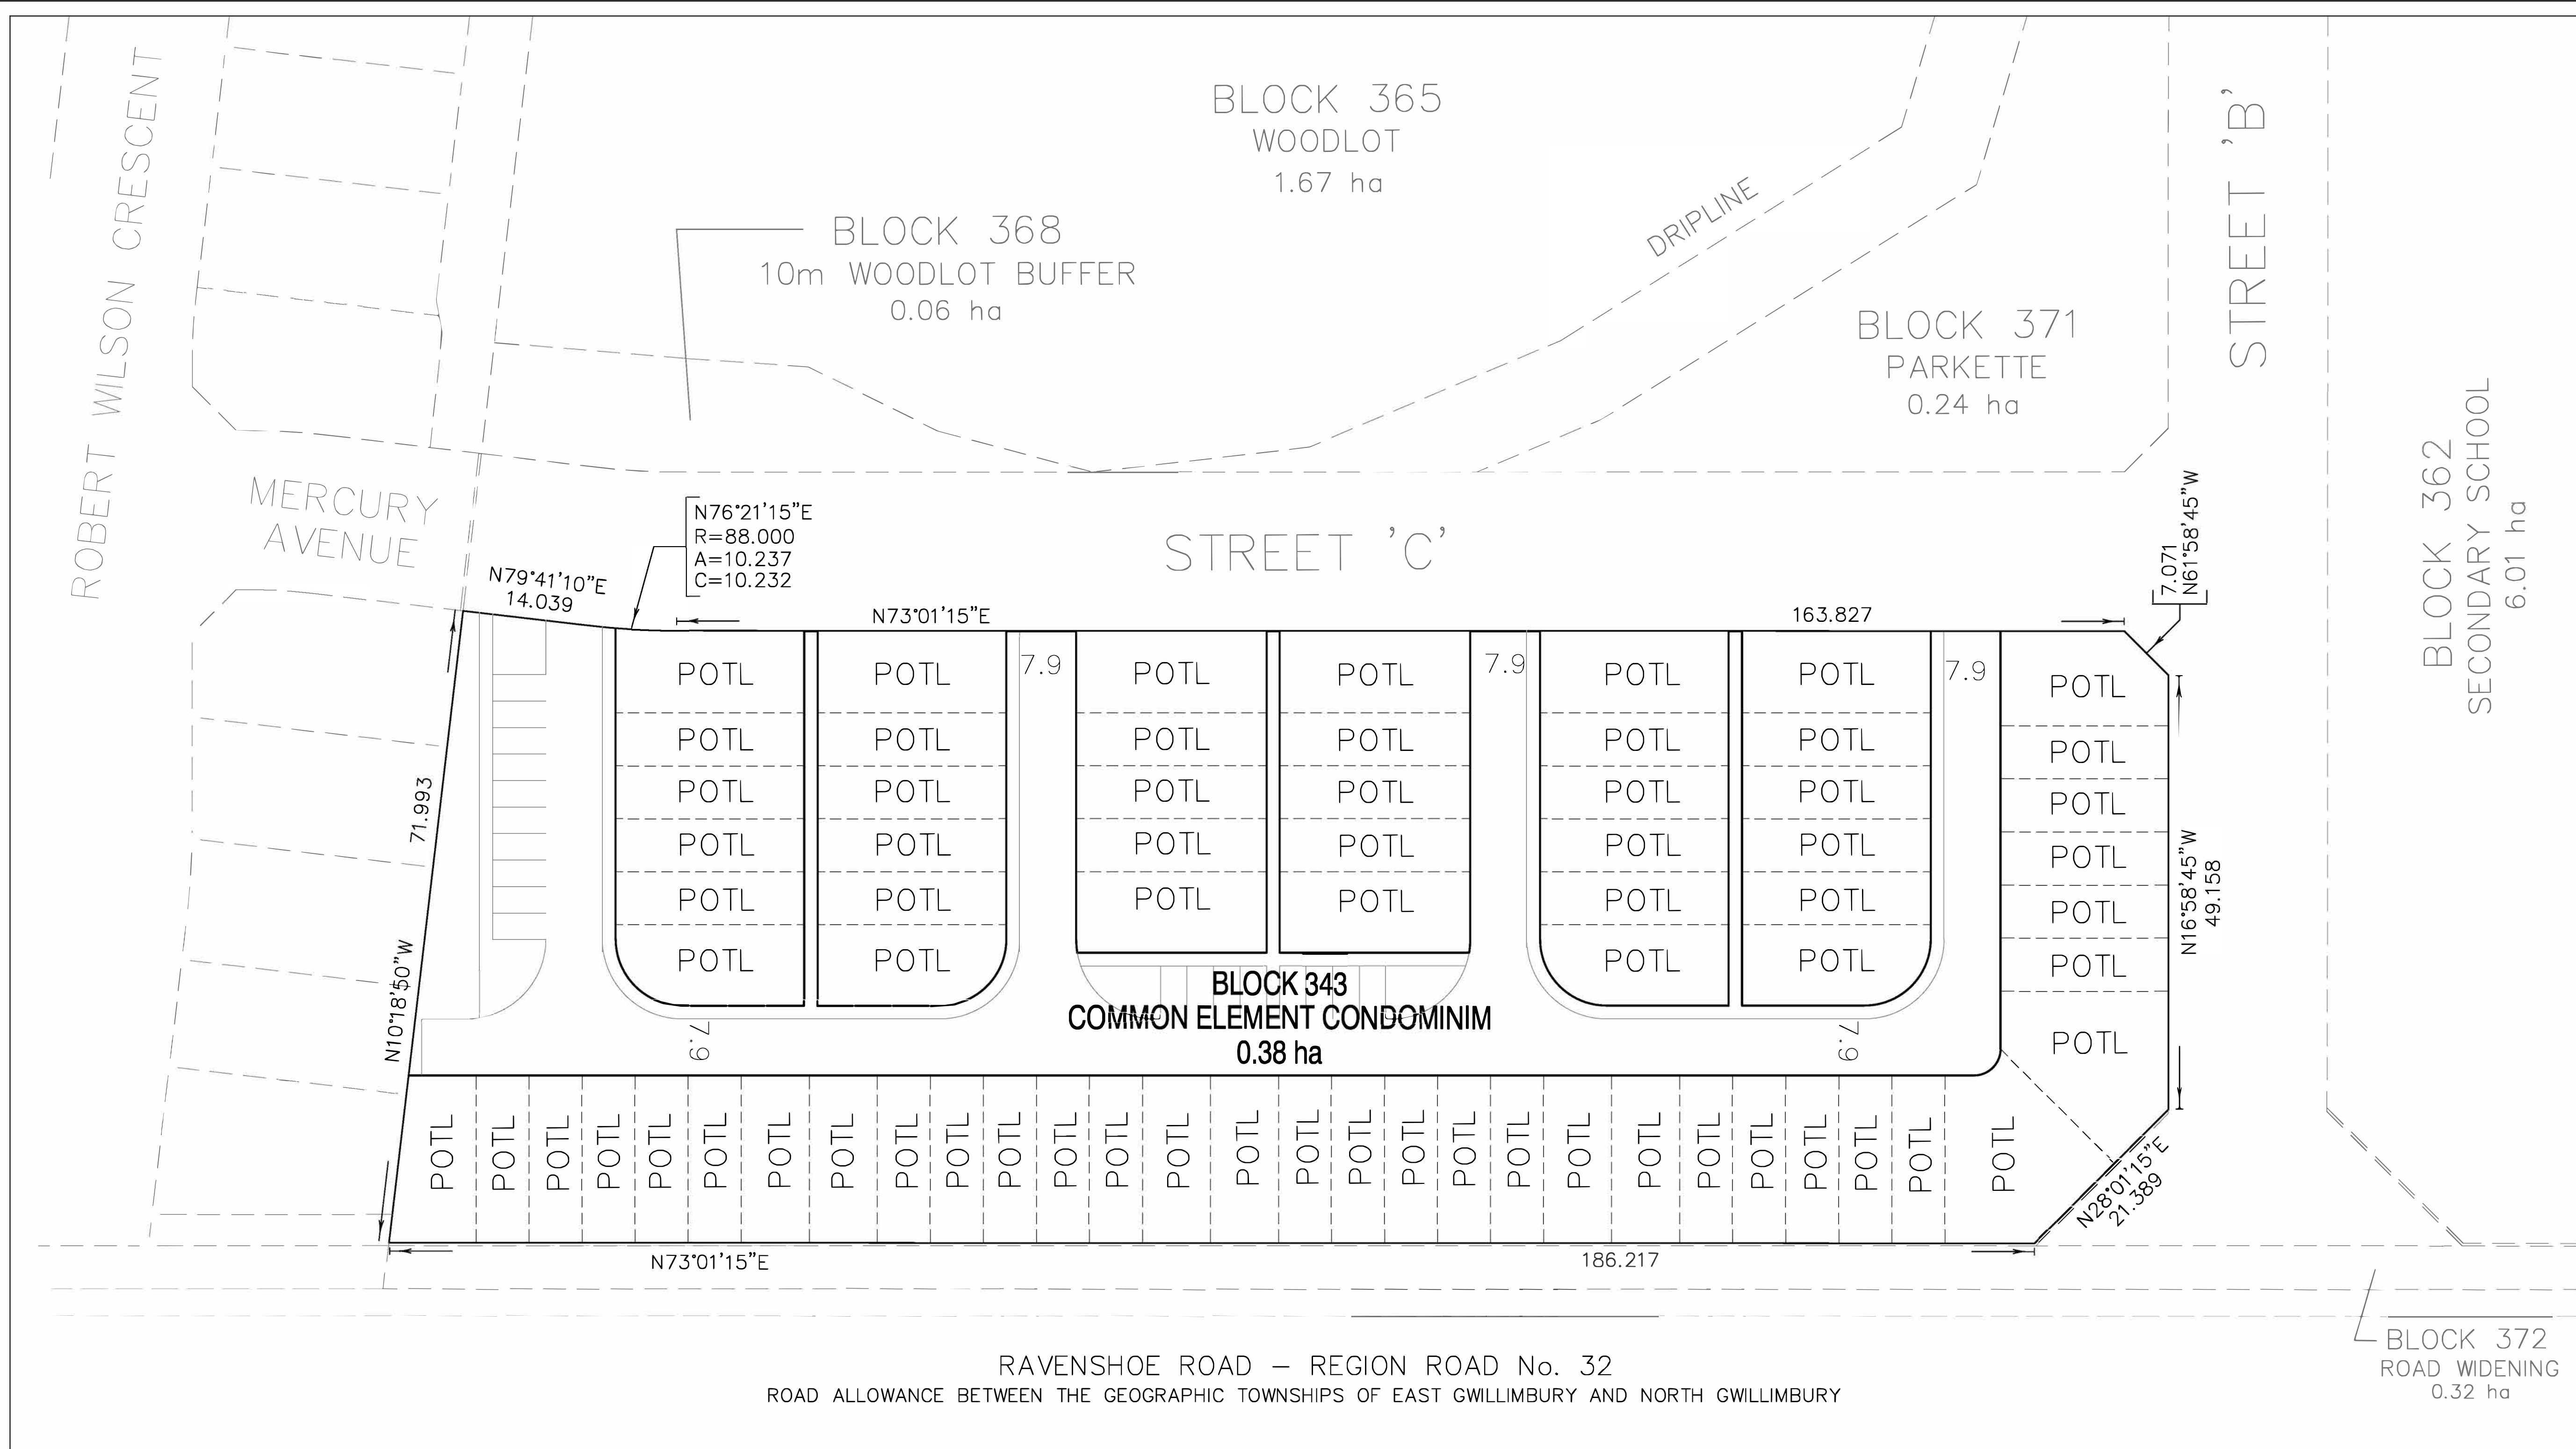 BLOCK 365
WOODLOT
1.67 ha
BLOCK 368
10m WOODLOT BUFFER
0.06 ha
DRIPLINE
BLOCK 371
PARKETTE
0.24 ha
STREET 'B'
ROBERT WILSON CRESCENT
BLOCK 362
SECONDARY SCHOOL
6.01 ha
MERCURY
AVENUE
STREET 'C'
N76°21'15"E
R=88.000
A=10.237
C=10.232
7.071
N61°58'45"W
N79°41'10"E
14.039
N73°01'15"E
163.827
POTL POTL 7.9 POTL POTL 7.9 POTL POTL 7.9 POTL
POTL POTL POTL POTL POTL POTL POTL
POTL POTL POTL POTL POTL POTL POTL
POTL POTL POTL POTL POTL POTL POTL
POTL POTL POTL POTL POTL POTL POTL
POTL POTL POTL POTL POTL
POTL
71.993
N10°18'50"W
N16°58'45"W
49.158
BLOCK 343
COMMON ELEMENT CONDOMINIM
0.38 ha
7.9
7.9
POTL POTL POTL POTL POTL POTL POTL POTL POTL POTL POTL POTL POTL POTL POTL POTL POTL POTL POTL POTL POTL POTL POTL POTL POTL POTL POTL POTL
N28°01'15"E
21.389
N73°01'15"E
186.217
RAVENSHOE ROAD – REGION ROAD No. 32
ROAD ALLOWANCE BETWEEN THE GEOGRAPHIC TOWNSHIPS OF EAST GWILLIMBURY AND NORTH GWILLIMBURY
BLOCK 372
ROAD WIDENING
0.32 ha